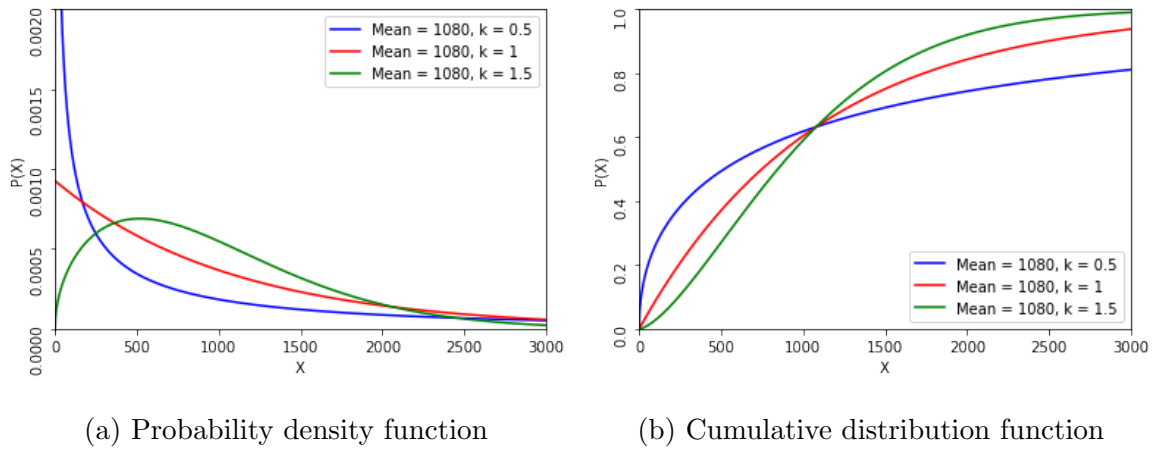 0.0020
0.0015
0.0010
0.0005
0.0000
P(X)
Mean = 1080, k = 0.5
Mean = 1080, k = 1
Mean = 1080, k = 1.5
0 500 1000 1500 2000 2500 3000
X
(a) Probability density function
1.0
0.8
0.6
0.4
0.2
0.0
P(X)
Mean = 1080, k = 0.5
Mean = 1080, k = 1
Mean = 1080, k = 1.5
0 500 1000 1500 2000 2500 3000
X
(b) Cumulative distribution function